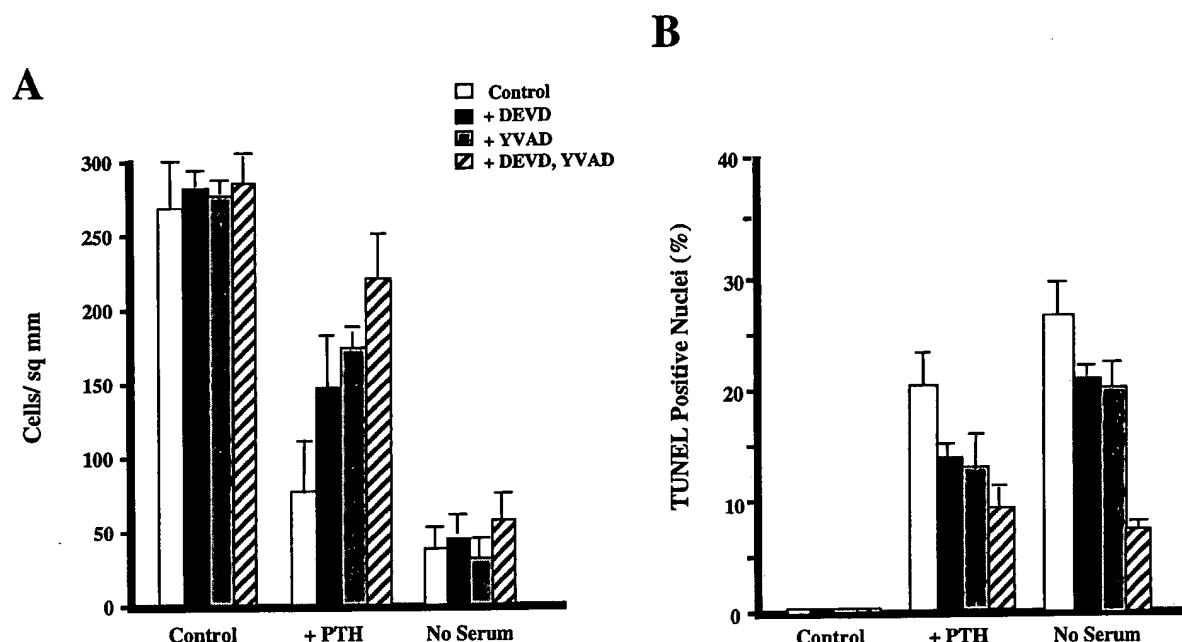 A
Control
+ DEVD
+ YVAD
+ DEVD, YVAD
Cells/ sq mm
300
250
200
150
100
50
0
Control
+ PTH
No Serum
B
TUNEL Positive Nuclei (%)
40
30
20
10
0
Control
+ PTH
No Serum